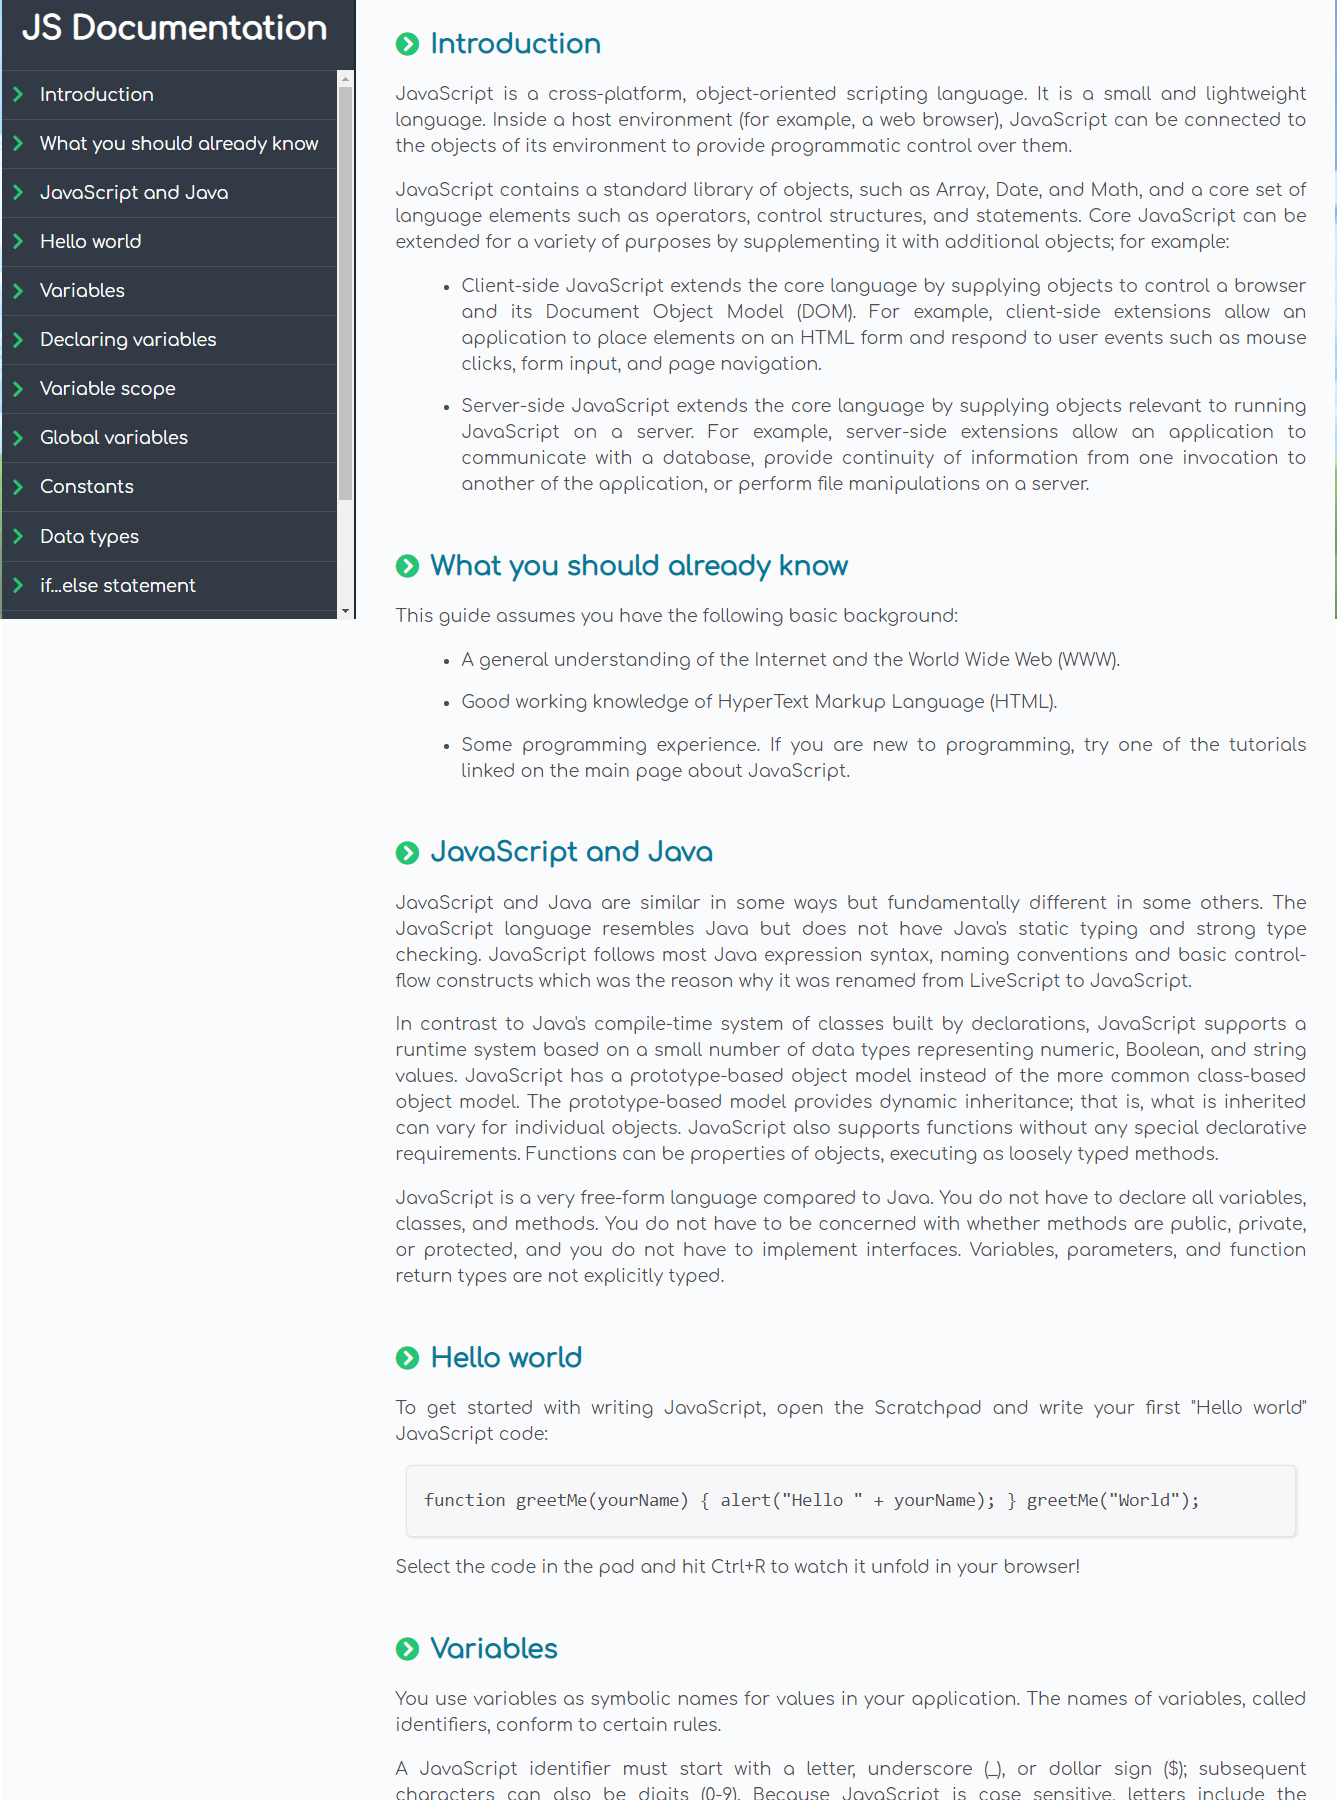 JS Documentation
Introduction
What you should already know
JavaScript and Java
Hello world
Variables
Declaring variables
Variable scope
Global variables
Constants
Data types
if...else statement
Introduction
JavaScript is a cross-platform, object-oriented scripting language. It is a small and lightweight
language. Inside a host environment (for example, a web browser), JavaScript can be connected to
the objects of its environment to provide programmatic control over them.
JavaScript contains a standard library of objects, such as Array, Date, and Math, and a core set of
language elements such as operators, control structures, and statements. Core JavaScript can be
extended for a variety of purposes by supplementing it with additional objects; for example:
• Client-side JavaScript extends the core language by supplying objects to control a browser
and its Document Object Model (DOM). For example, client-side extensions allow an
application to place elements on an HTML form and respond to user events such as mouse
clicks, form input, and page navigation.
• Server-side JavaScript extends the core language by supplying objects relevant to running
JavaScript on a server. For example, server-side extensions allow an application to
communicate with a database, provide continuity of information from one invocation to
another of the application, or perform file manipulations on a server.
What you should already know
This guide assumes you have the following basic background:
• A general understanding of the Internet and the World Wide Web (WWW).
• Good working knowledge of HyperText Markup Language (HTML).
• Some programming experience. If you are new to programming, try one of the tutorials
linked on the main page about JavaScript.
JavaScript and Java
JavaScript and Java are similar in some ways but fundamentally different in some others. The
JavaScript language resembles Java but does not have Java's static typing and strong type
checking. JavaScript follows most Java expression syntax, naming conventions and basic control-
flow constructs which was the reason why it was renamed from LiveScript to JavaScript.
In contrast to Java's compile-time system of classes built by declarations, JavaScript supports a
runtime system based on a small number of data types representing numeric, Boolean, and string
values. JavaScript has a prototype-based object model instead of the more common class-based
object model. The prototype-based model provides dynamic inheritance; that is, what is inherited
can vary for individual objects. JavaScript also supports functions without any special declarative
requirements. Functions can be properties of objects, executing as loosely typed methods.
JavaScript is a very free-form language compared to Java. You do not have to declare all variables,
classes, and methods. You do not have to be concerned with whether methods are public, private,
or protected, and you do not have to implement interfaces. Variables, parameters, and function
return types are not explicitly typed.
Hello world
To get started with writing JavaScript, open the Scratchpad and write your first "Hello world"
JavaScript code:
function greetMe(yourName) { alert("Hello " + yourName); } greetMe("World");
Select the code in the pad and hit Ctrl+R to watch it unfold in your browser!
Variables
You use variables as symbolic names for values in your application. The names of variables, called
identifiers, conform to certain rules.
A JavaScript identifier must start with a letter, underscore (_), or dollar sign ($); subsequent
characters can also be digits (0-9). Because JavaScript is case sensitive, letters include the